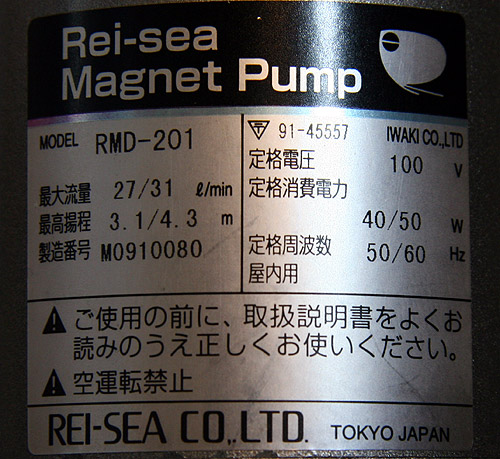 Rei-sea
Magnet Pump
MODEL RMD-201
最大流量 27/31 ℓ/min
最高揚程 3.1/4.3 m
製造番号 M0910080
〒 91-45557 IWAKI CO.,LTD
定格電圧 100 V
定格消費電力
40/50 W
定格周波数 50/60 Hz
屋内用
ご使用の前に、取扱説明書をよくお
読みのうえ正しくお使いください。
空運転禁止
REI-SEA CO.,LTD. TOKYO JAPAN